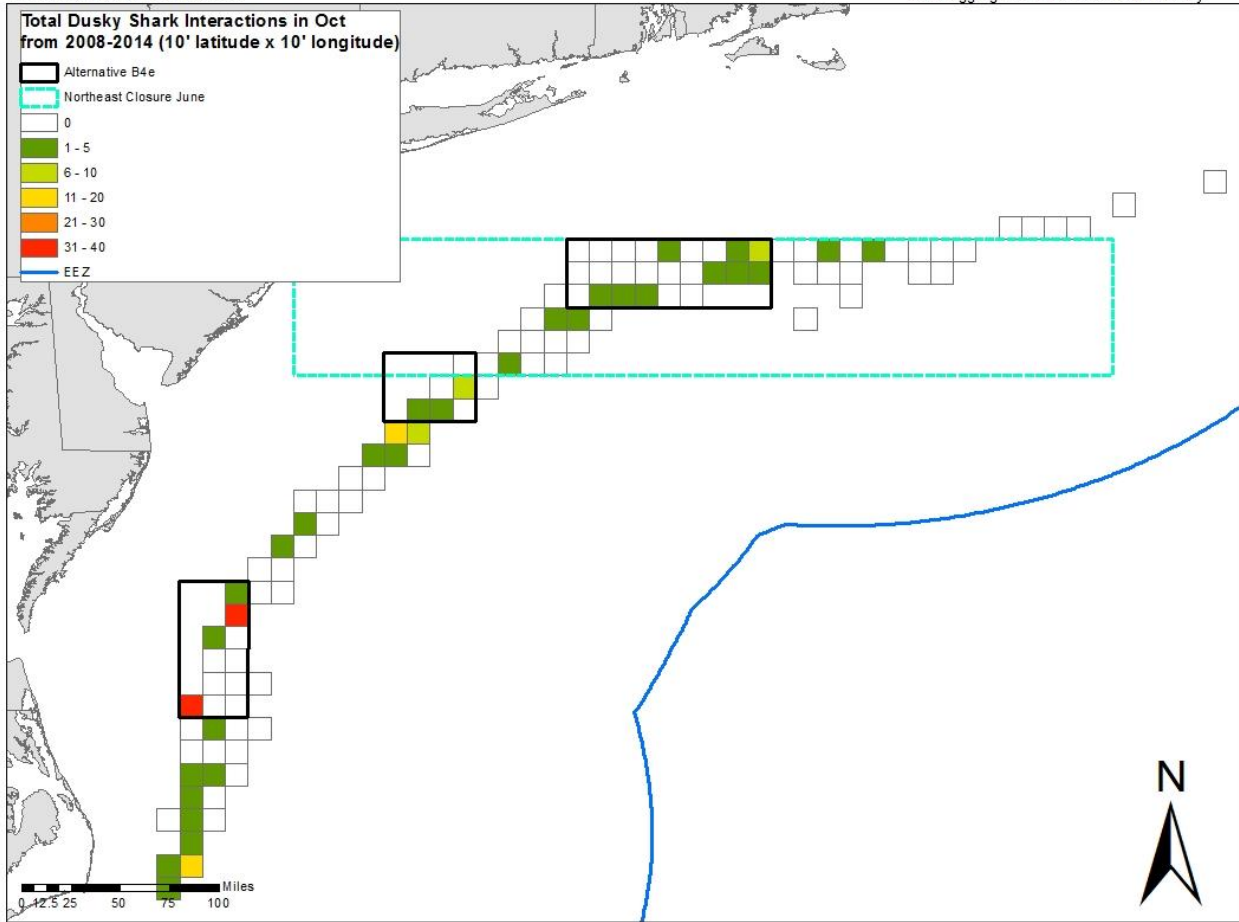 Total Dusky Shark Interactions in Oct
from 2008-2014 (10' latitude x 10' longitude)
Alternative B4e
Northeast Closure June
0
1 - 5
6 - 10
11 - 20
21 - 30
31 - 40
EEZ
N
Miles
0 12.5 25 50 75 100